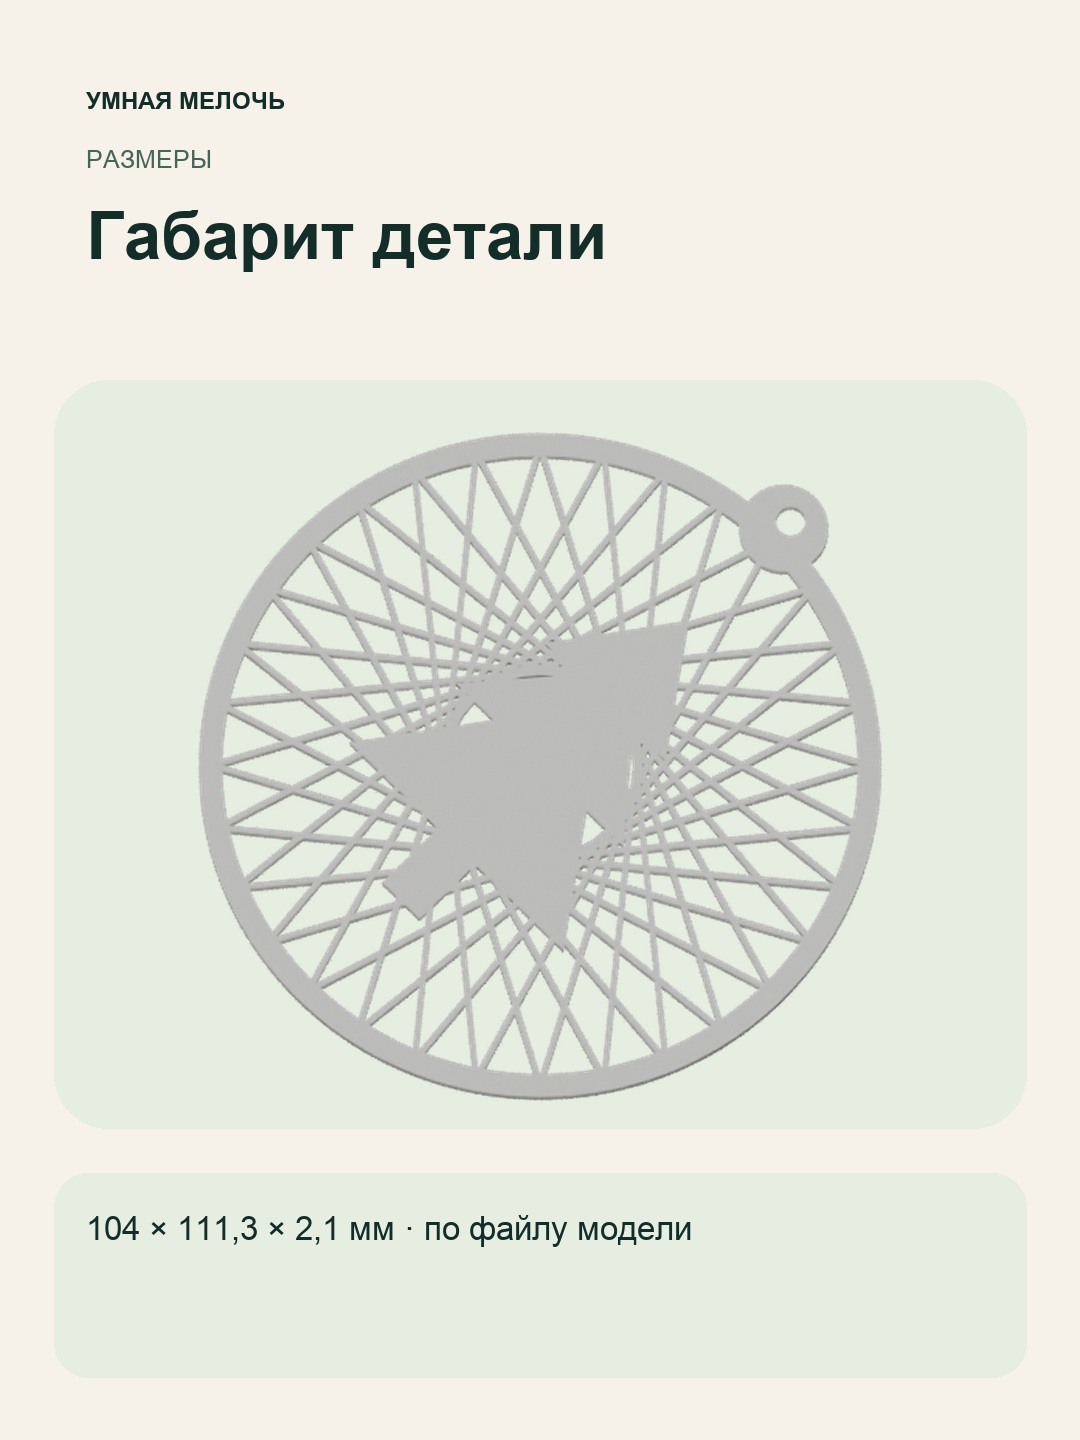 УМНАЯ МЕЛОЧЬ
РАЗМЕРЫ
Габарит детали
104 × 111,3 × 2,1 мм · по файлу модели